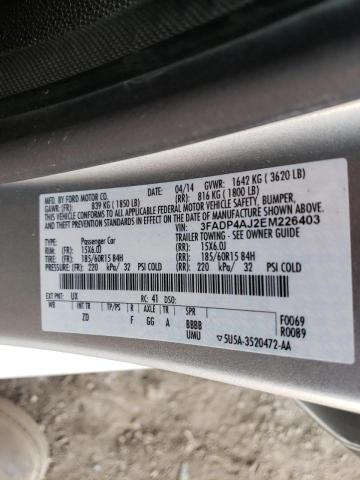 MFD. BY FORD MOTOR CO.
04/14 GVWR: 1642 KG ( 3620 LB)
GAWR:(FR): 839 KG ( 1850 LB) (RR): 816 KG ( 1800 LB)
THIS VEHICLE CONFORMS TO ALL APPLICABLE FEDERAL MOTOR VEHICLE SAFETY, BUMPER,
AND THEFT PREVENTION STANDARDS IN EFFECT ON THE DATE OF MANUFACTURE SHOWN ABOVE.
VIN: 3FADP4AJ2EM226403
TYPE: Passenger Car TRAILER TOWING - SEE OWNER GUIDE
RIM: (FR): 15X6.0J (RR): 15X6.0J
TIRE: (FR): 185/60R15 84H (RR): 185/60R15 84H
PRESSURE:(FR): 220 kPa/ 32 PSI COLD (RR): 220 kPa/ 32 PSI COLD
EXT PNT: UX RC: 41 DSO:
WB INT TR TP/PS R AXLE TR SPR
ZD F GG A BBBB
UMU
F0069
R0089
5U5A-3520472-AA